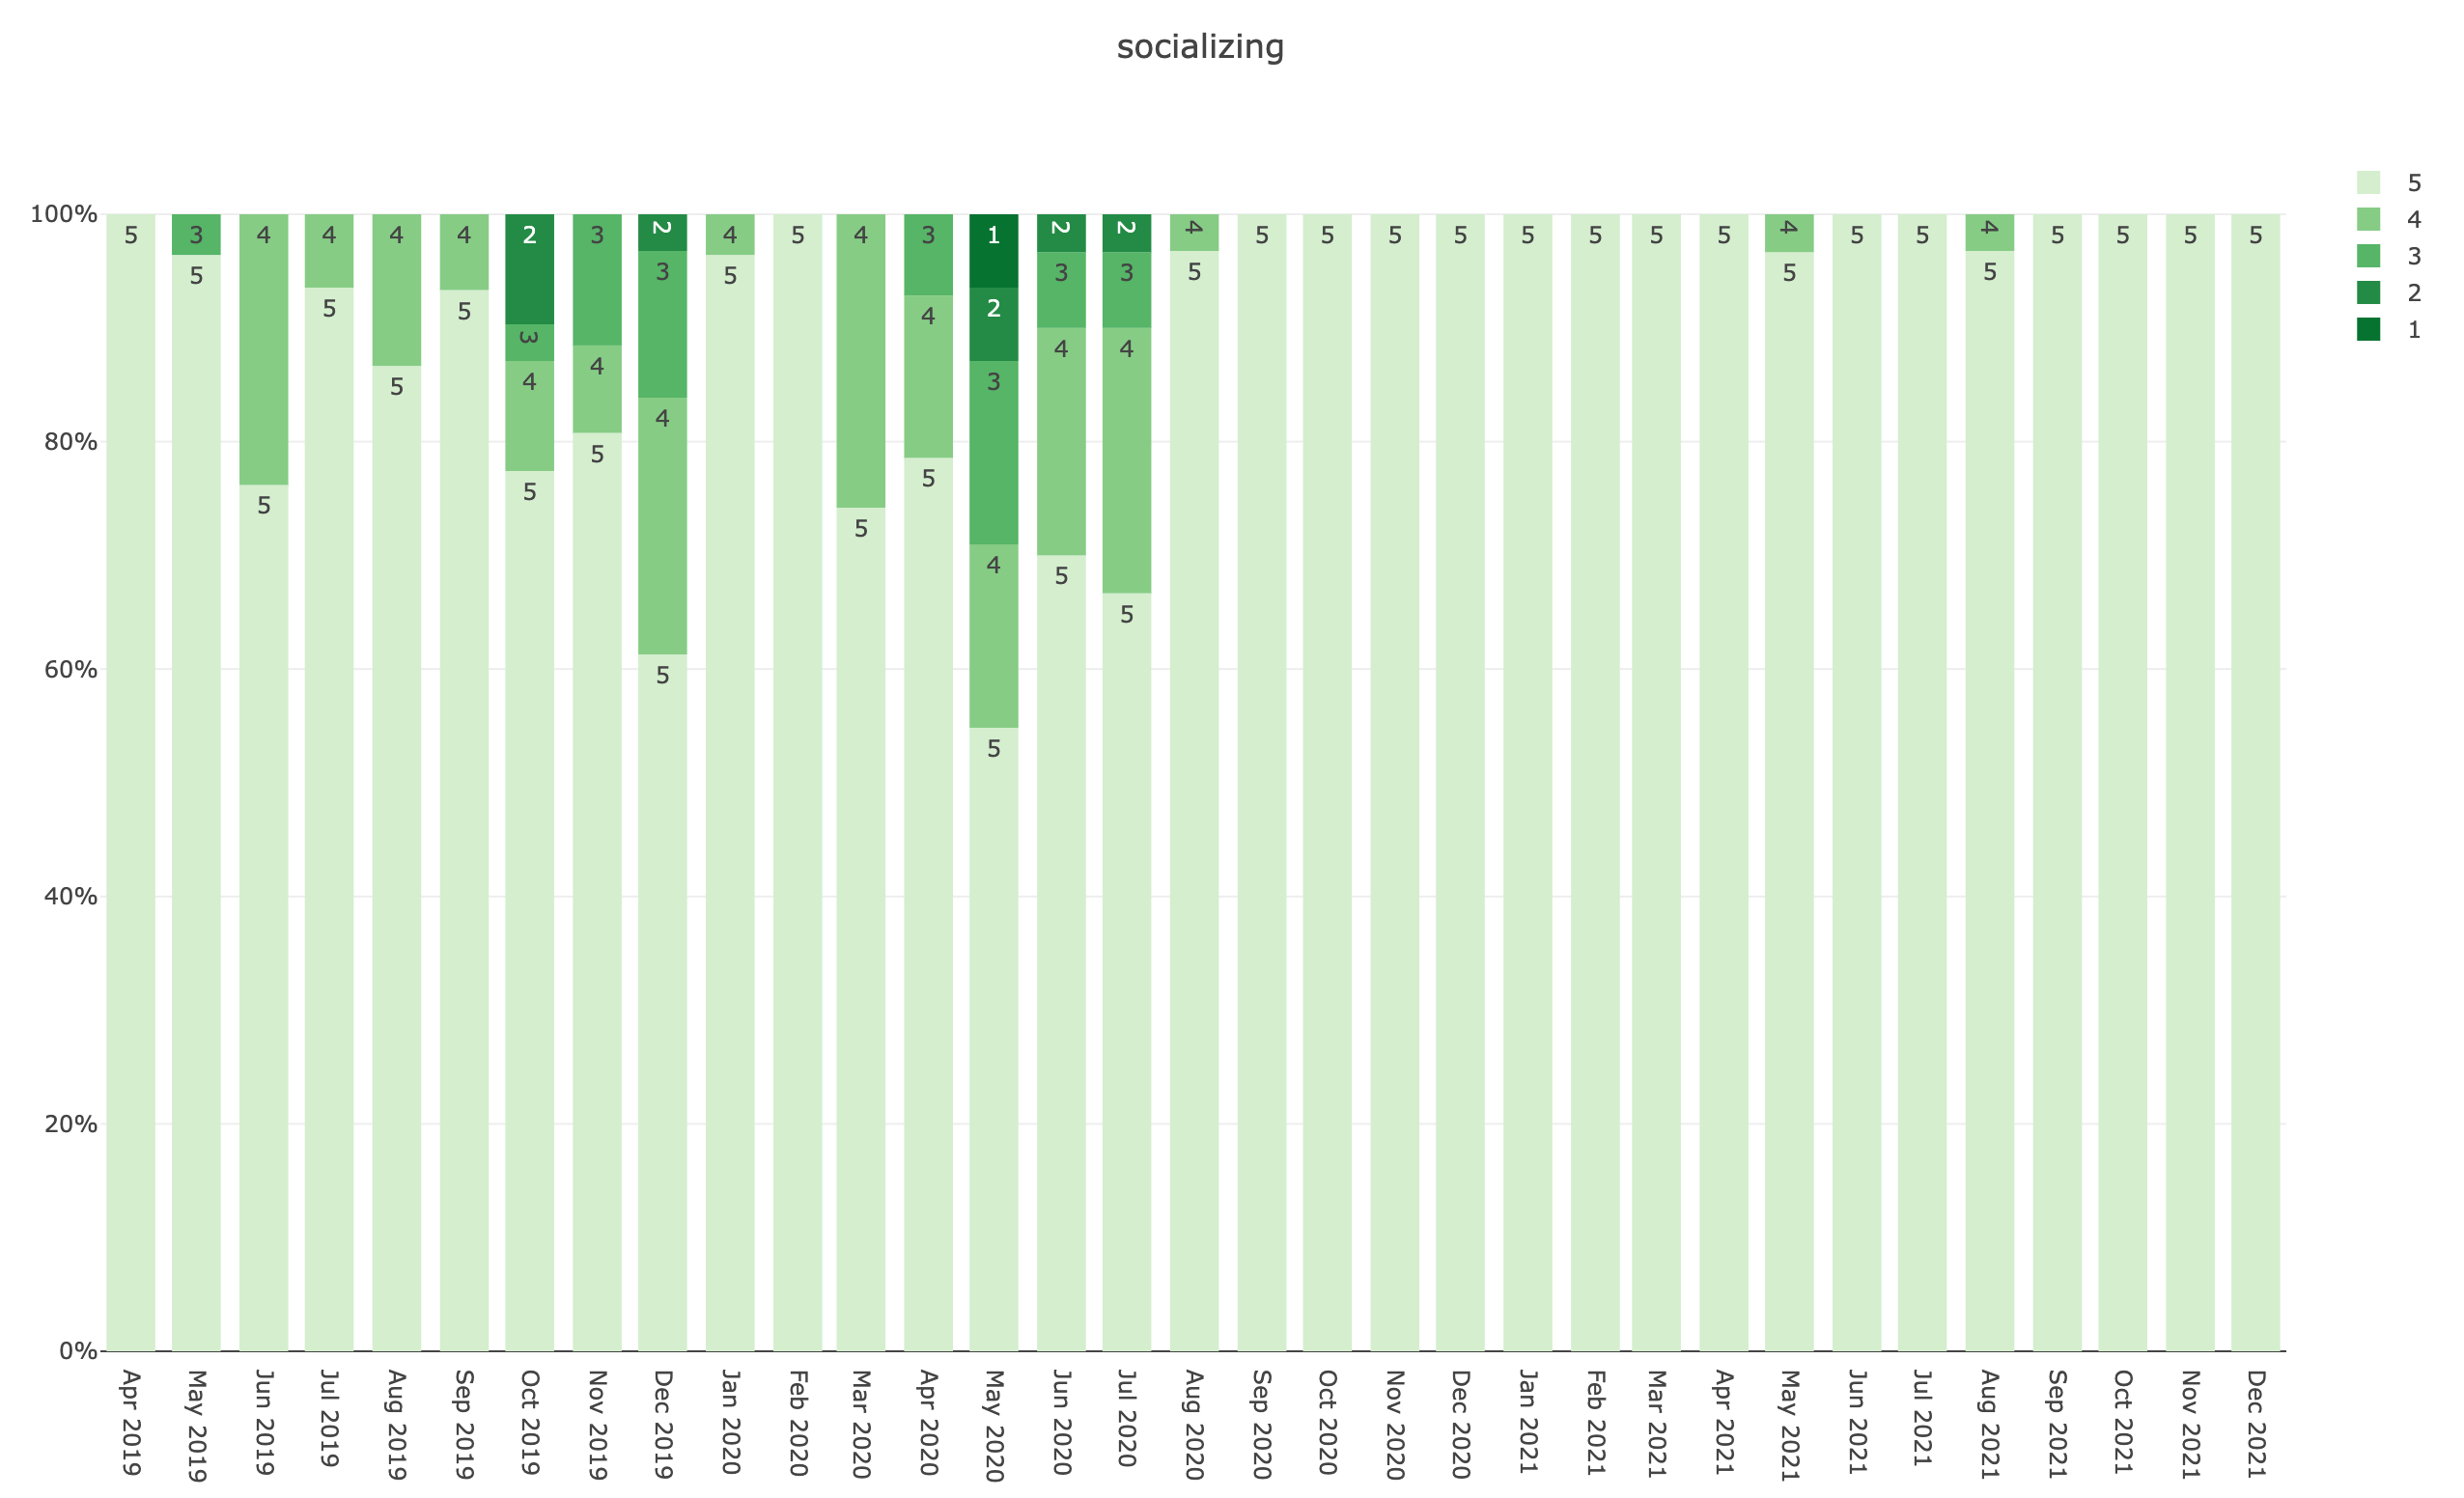 socializing
5
4
3
2
1
100%
80%
60%
40%
20%
0%
5 3 4 4 4 4 2 3 2 4 5 4 3 1 2 2 4 5 5 5 5 5 5 5 5 4 5 5 4 5 5 5 5
5 5 3 5 2 3 3 5 5
5 5 3 4 3 5 4 4 4
5 4 3
5 5 4 5
5 5 5 5
4 5
5
5
5
Apr 2019
May 2019
Jun 2019
Jul 2019
Aug 2019
Sep 2019
Oct 2019
Nov 2019
Dec 2019
Jan 2020
Feb 2020
Mar 2020
Apr 2020
May 2020
Jun 2020
Jul 2020
Aug 2020
Sep 2020
Oct 2020
Nov 2020
Dec 2020
Jan 2021
Feb 2021
Mar 2021
Apr 2021
May 2021
Jun 2021
Jul 2021
Aug 2021
Sep 2021
Oct 2021
Nov 2021
Dec 2021